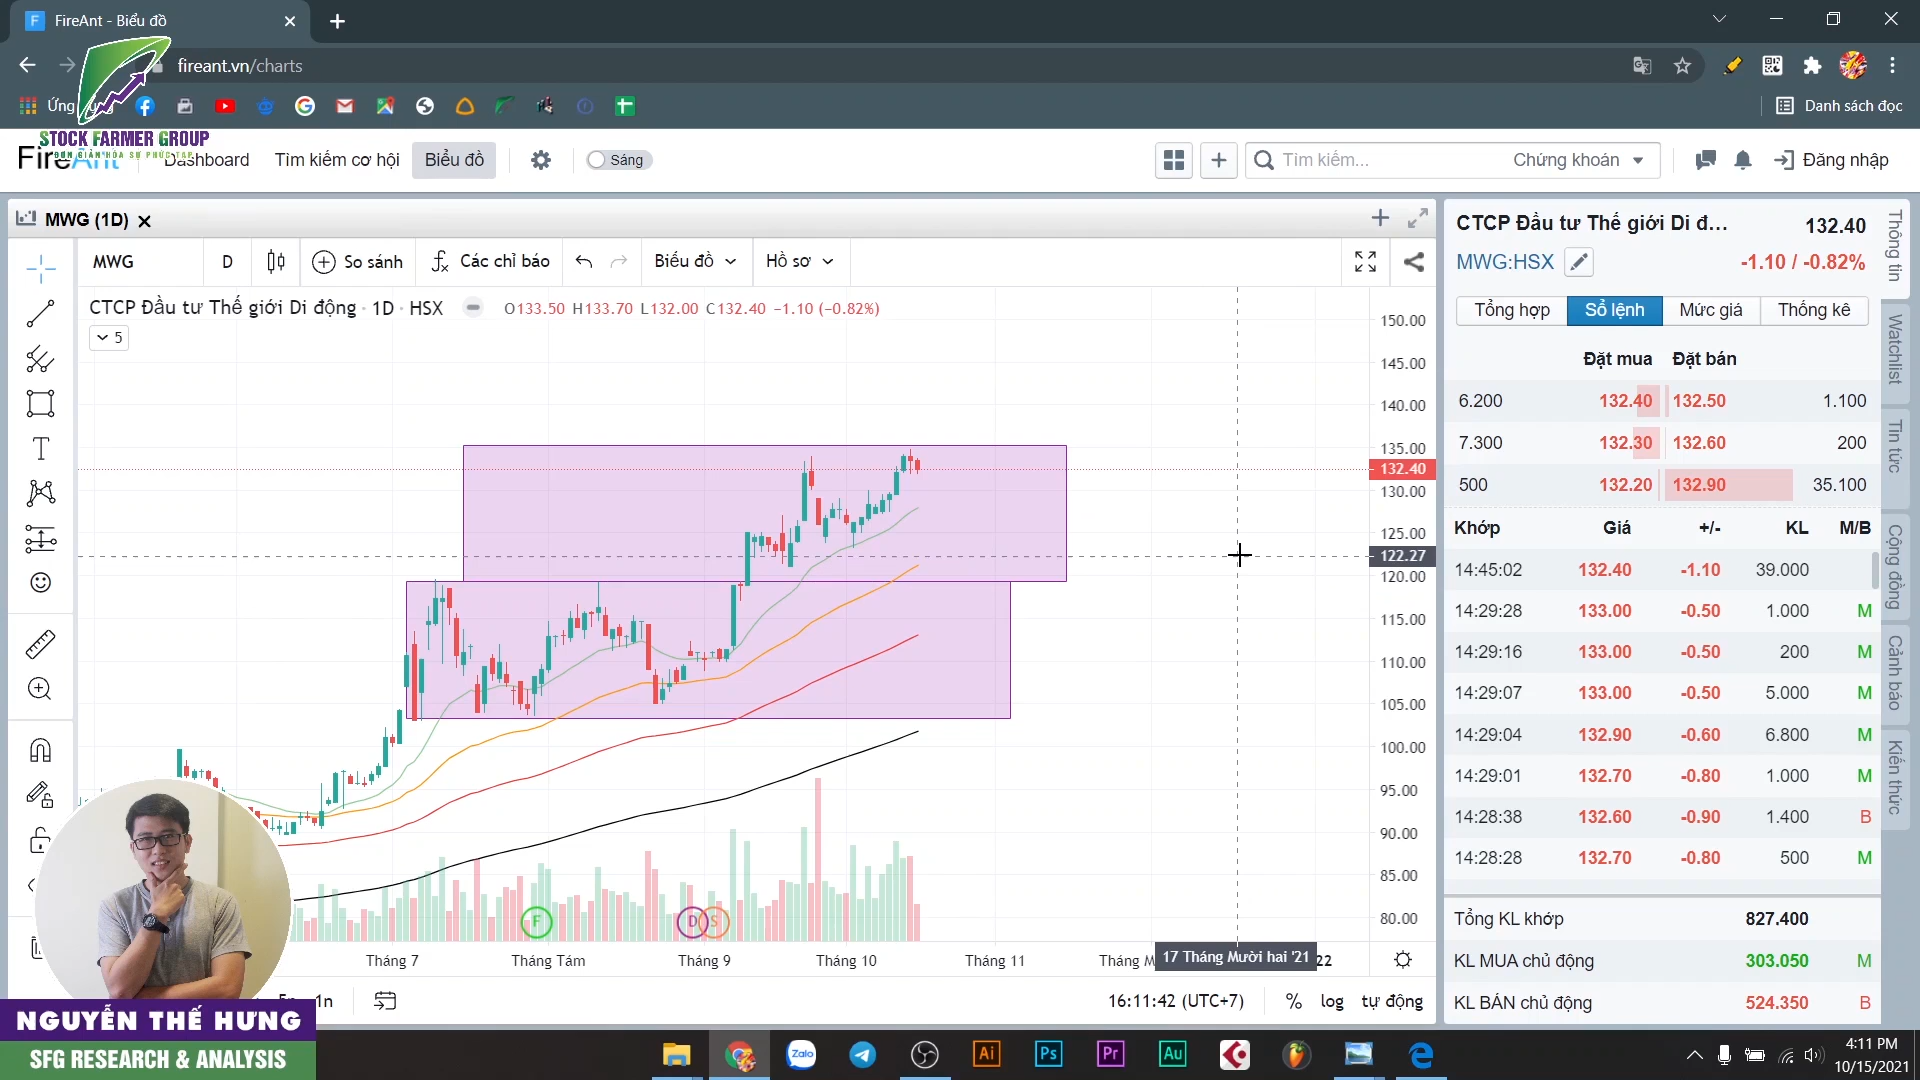 FireAnt - Biểu đồ
fireant.vn/charts
Danh sách đọc
STOCK FARMER GROUP
ĐƠN GIẢN HÓA SỰ PHỨC TẠP
FireAnt
Dashboard
Tìm kiếm cơ hội
Biểu đồ
Sáng
Tìm kiếm...
Chứng khoán
Đăng nhập
MWG (1D)
MWG
D
So sánh
Các chỉ báo
Biểu đồ
Hồ sơ
CTCP Đầu tư Thế giới Di động · 1D · HSX
O133.50 H133.70 L132.00 C132.40 −1.10 (−0.82%)
5
150.00
145.00
140.00
135.00
132.40
130.00
125.00
122.27
120.00
115.00
110.00
105.00
100.00
95.00
90.00
85.00
80.00
F
D
S
Tháng 7
Tháng Tám
Tháng 9
Tháng 10
Tháng 11
17 Tháng Mười hai '21
1n
16:11:42 (UTC+7)
%
log
tự động
CTCP Đầu tư Thế giới Di đ...
132.40
MWG:HSX
-1.10 / -0.82%
Tổng hợp
Sổ lệnh
Mức giá
Thống kê
Đặt mua Đặt bán
6.200 132.40 132.50 1.100
7.300 132.30 132.60 200
500 132.20 132.90 35.100
Khớp Giá +/- KL M/B
14:45:02 132.40 -1.10 39.000
14:29:28 133.00 -0.50 1.000 M
14:29:16 133.00 -0.50 200 M
14:29:07 133.00 -0.50 5.000 M
14:29:04 132.90 -0.60 6.800 M
14:29:01 132.70 -0.80 1.000 M
14:28:38 132.60 -0.90 1.400 B
14:28:28 132.70 -0.80 500 M
Tổng KL khớp 827.400
KL MUA chủ động 303.050 M
KL BÁN chủ động 524.350 B
Thông tin
Watchlist
Tin tức
Cộng đồng
Cảnh báo
Kiến thức
NGUYỄN THẾ HƯNG
SFG RESEARCH & ANALYSIS
Zalo
Ai
Ps
Pr
Au
4:11 PM
10/15/2021